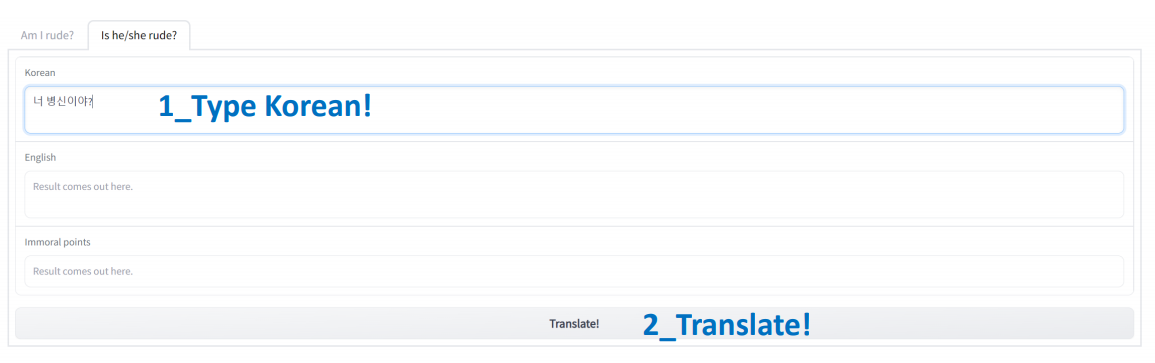 Am I rude? Is he/she rude?
Korean
너 병신이야?
1_Type Korean!
English
Result comes out here.
Immoral points
Result comes out here.
Translate!
2_Translate!